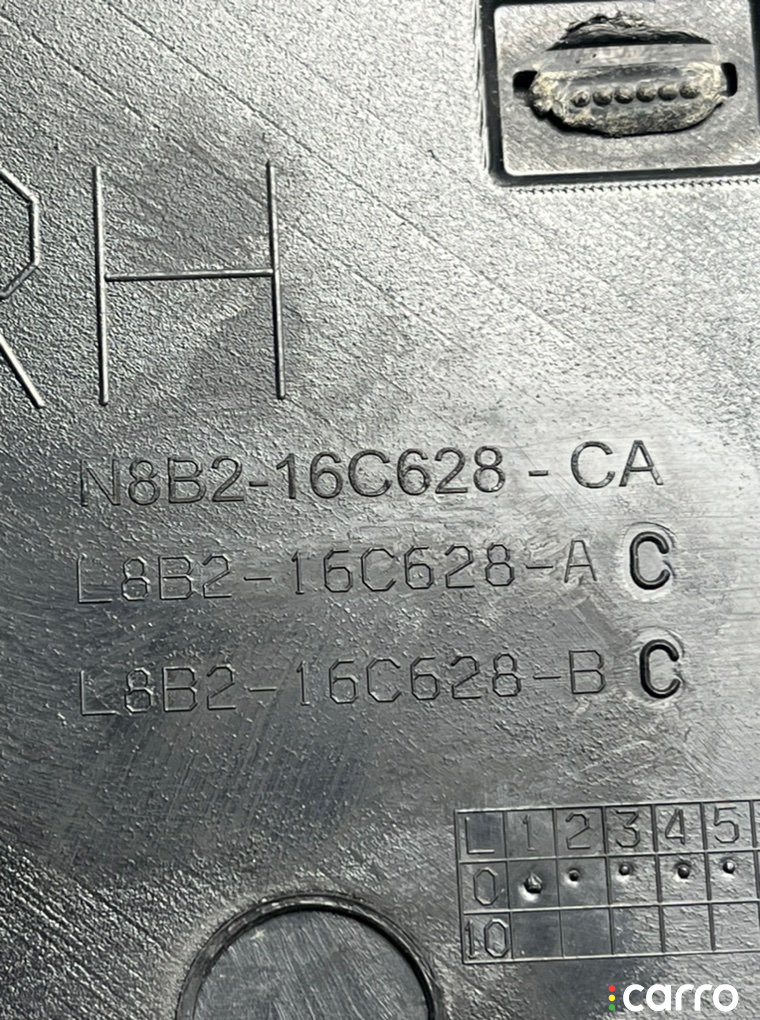 RH
N8B2-16C628-CA
L8B2-16C628-A C
L8B2-16C628-B C
L 1 2 3 4 5
0
10
carro